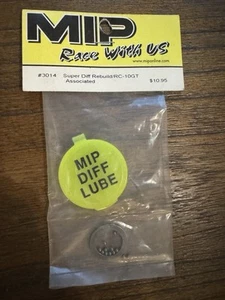 MIP
Race With US
www.miponline.com
#3014 Super Diff Rebuild/RC-10GT
Associated $10.95
MIP
DIFF
LUBE